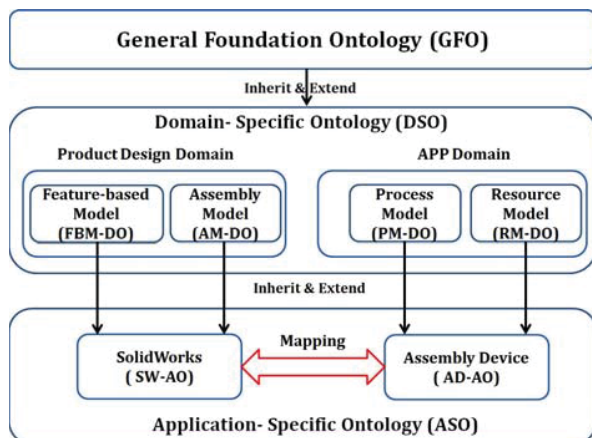 General Foundation Ontology (GFO)
Inherit & Extend
Domain- Specific Ontology (DSO)
Product Design Domain
APP Domain
Feature-based
Model
(FBM-DO)
Assembly
Model
(AM-DO)
Process
Model
(PM-DO)
Resource
Model
(RM-DO)
Inherit & Extend
SolidWorks
( SW-AO)
Mapping
Assembly Device
( AD-AO)
Application- Specific Ontology (ASO)